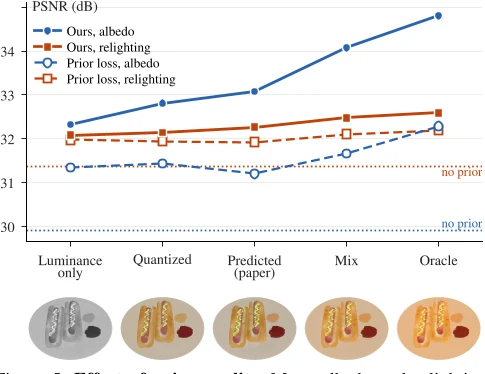 PSNR (dB)
Ours, albedo
Ours, relighting
Prior loss, albedo
Prior loss, relighting
34
33
32
31
30
no prior
no prior
Luminance only
Quantized
Predicted (paper)
Mix
Oracle